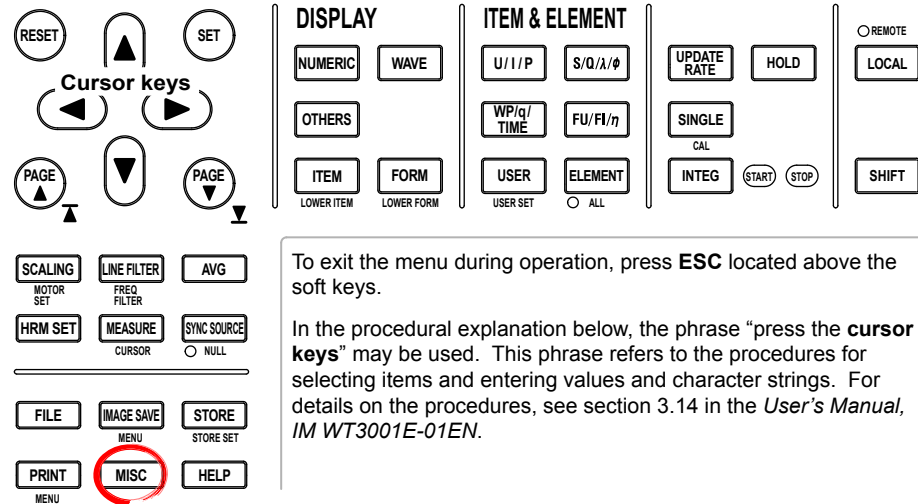 RESET
SET
Cursor keys
PAGE
PAGE
DISPLAY
NUMERIC
WAVE
OTHERS
ITEM
FORM
LOWER ITEM
LOWER FORM
ITEM & ELEMENT
U / I / P
S/Q/λ/ϕ
WP/q/
TIME
FU/FI/η
USER
ELEMENT
USER SET
ALL
UPDATE
RATE
HOLD
SINGLE
CAL
INTEG
START
STOP
REMOTE
LOCAL
SHIFT
SCALING
LINE FILTER
AVG
MOTOR
SET
FREQ
FILTER
HRM SET
MEASURE
SYNC SOURCE
CURSOR
NULL
FILE
IMAGE SAVE
STORE
MENU
STORE SET
PRINT
MISC
HELP
MENU
To exit the menu during operation, press ESC located above the
soft keys.
In the procedural explanation below, the phrase “press the cursor
keys” may be used. This phrase refers to the procedures for
selecting items and entering values and character strings. For
details on the procedures, see section 3.14 in the User’s Manual,
IM WT3001E-01EN.